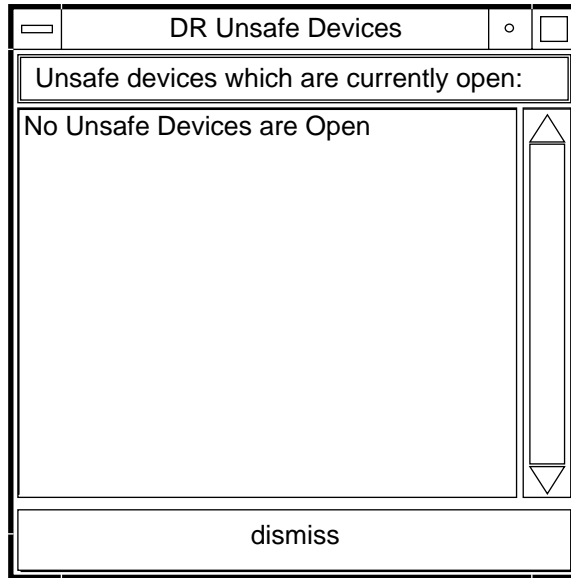 DR Unsafe Devices
Unsafe devices which are currently open:
No Unsafe Devices are Open
dismiss